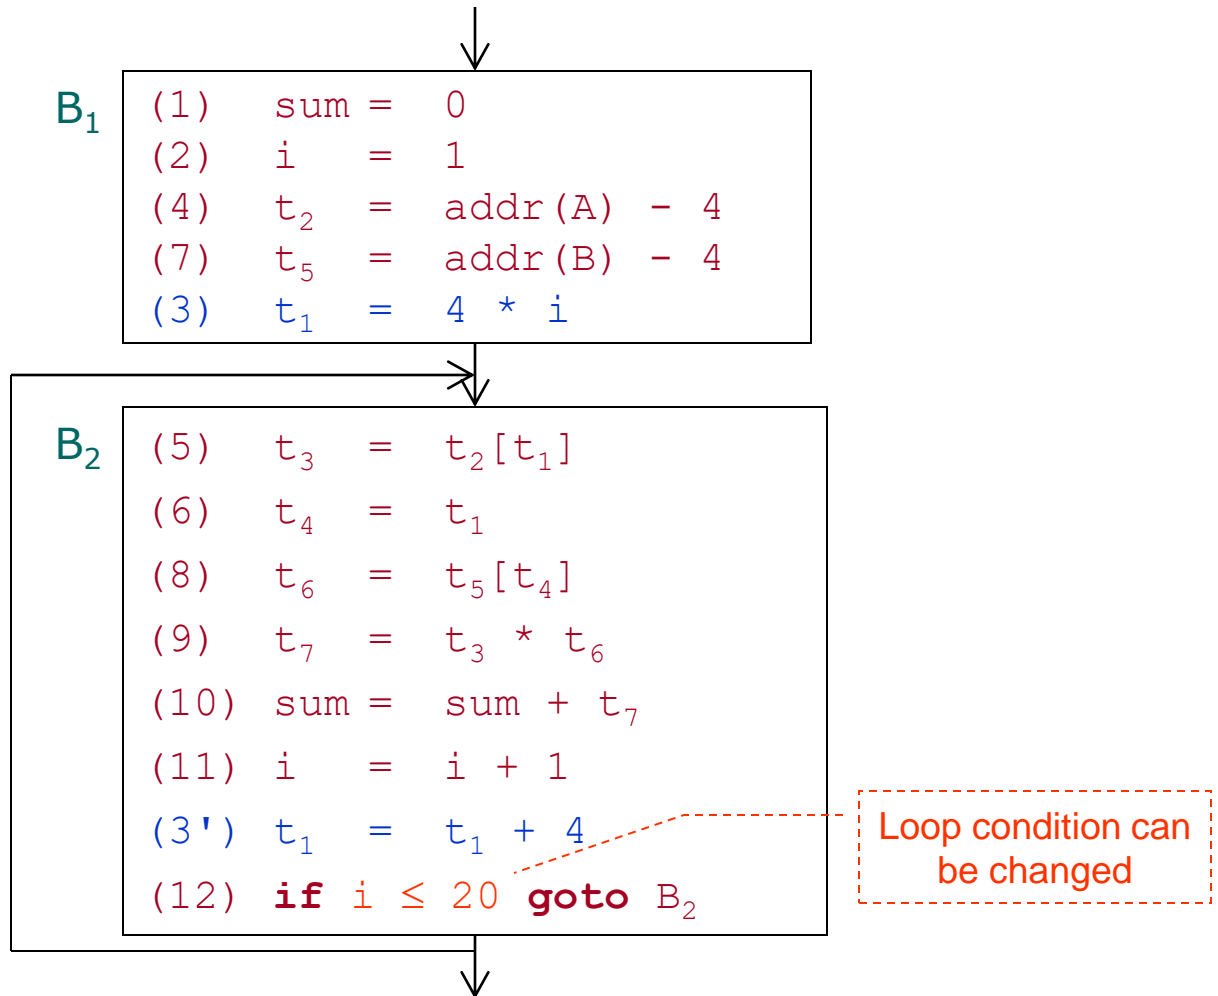 B₁
(1) sum = 0
(2) i = 1
(4) t₂ = addr(A) - 4
(7) t₅ = addr(B) - 4
(3) t₁ = 4 * i
B₂
(5) t₃ = t₂[t₁]
(6) t₄ = t₁
(8) t₆ = t₅[t₄]
(9) t₇ = t₃ * t₆
(10) sum = sum + t₇
(11) i = i + 1
(3') t₁ = t₁ + 4
(12) if i ≤ 20 goto B₂
Loop condition can
be changed